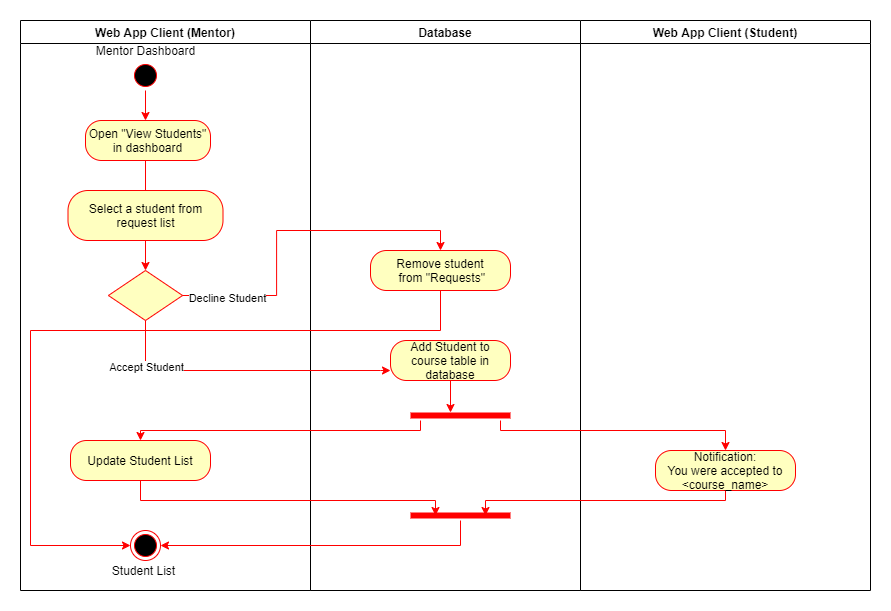 Web App Client (Mentor)
Database
Web App Client (Student)
Mentor Dashboard
Open "View Students"
in dashboard
Select a student from
request list
Decline Student
Remove student
from "Requests"
Accept Student
Add Student to
course table in
database
Update Student List
Notification:
You were accepted to
<course_name>
Student List